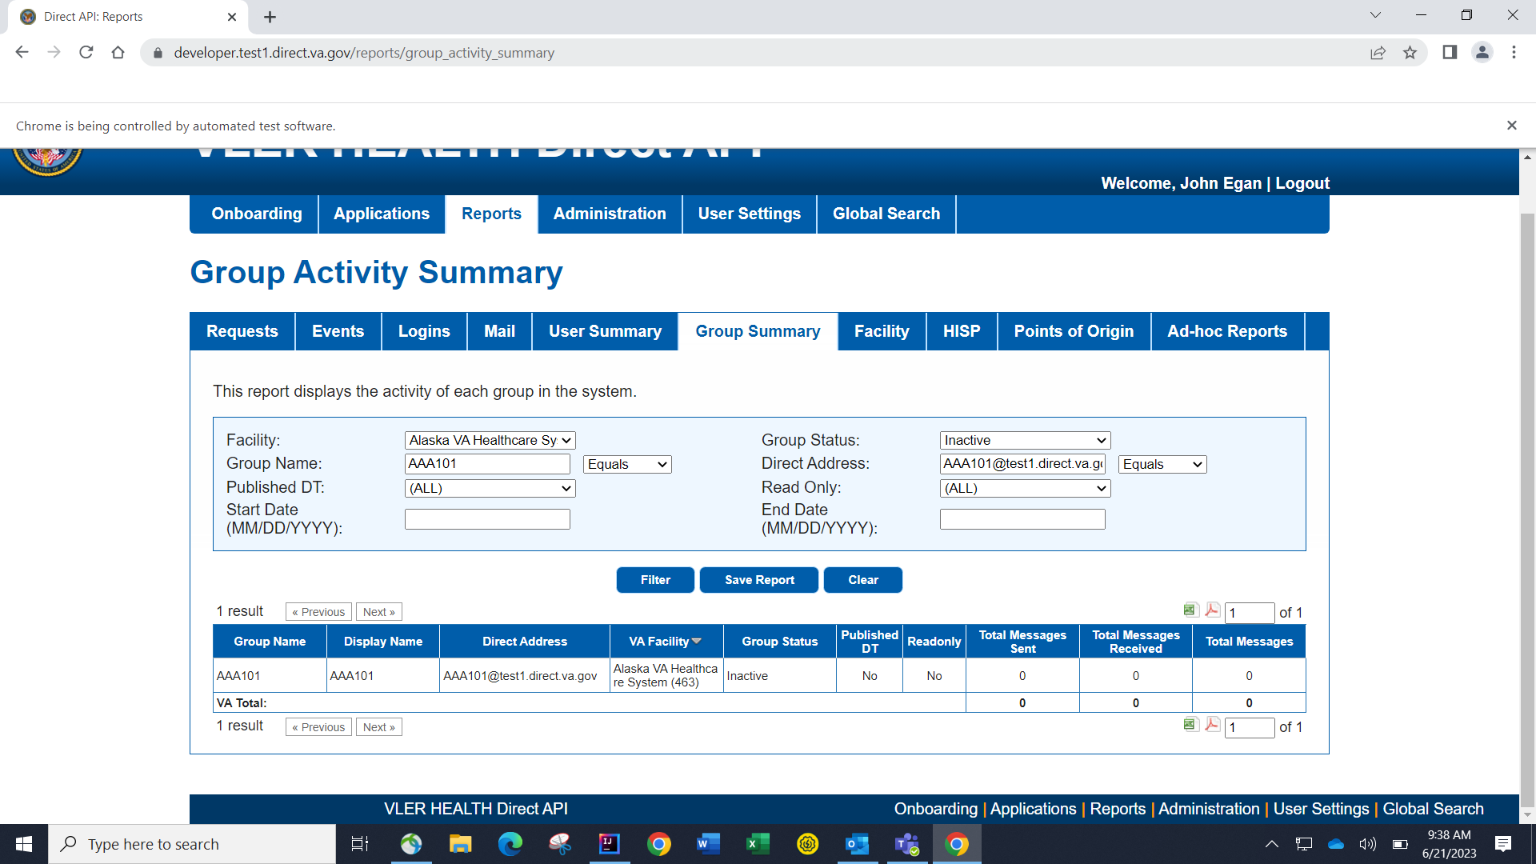 Direct API: Reports
developer.test1.direct.va.gov/reports/group_activity_summary
Chrome is being controlled by automated test software.
VLER HEALTH Direct API
Welcome, John Egan | Logout
Onboarding Applications Reports Administration User Settings Global Search
Group Activity Summary
Requests Events Logins Mail User Summary Group Summary Facility HISP Points of Origin Ad-hoc Reports
This report displays the activity of each group in the system.
Facility: Alaska VA Healthcare Sy Group Status: Inactive
Group Name: AAA101 Equals Direct Address: AAA101@test1.direct.va.g Equals
Published DT: (ALL) Read Only: (ALL)
Start Date
(MM/DD/YYYY):
End Date
(MM/DD/YYYY):
Filter Save Report Clear
1 result « Previous Next » 1 of 1
Group Name Display Name Direct Address VA Facility Group Status Published DT Readonly Total Messages Sent Total Messages Received Total Messages
AAA101 AAA101 AAA101@test1.direct.va.gov Alaska VA Healthca
re System (463) Inactive No No 0 0 0
VA Total: 0 0 0
1 result « Previous Next » 1 of 1
VLER HEALTH Direct API Onboarding | Applications | Reports | Administration | User Settings | Global Search
Type here to search
9:38 AM
6/21/2023